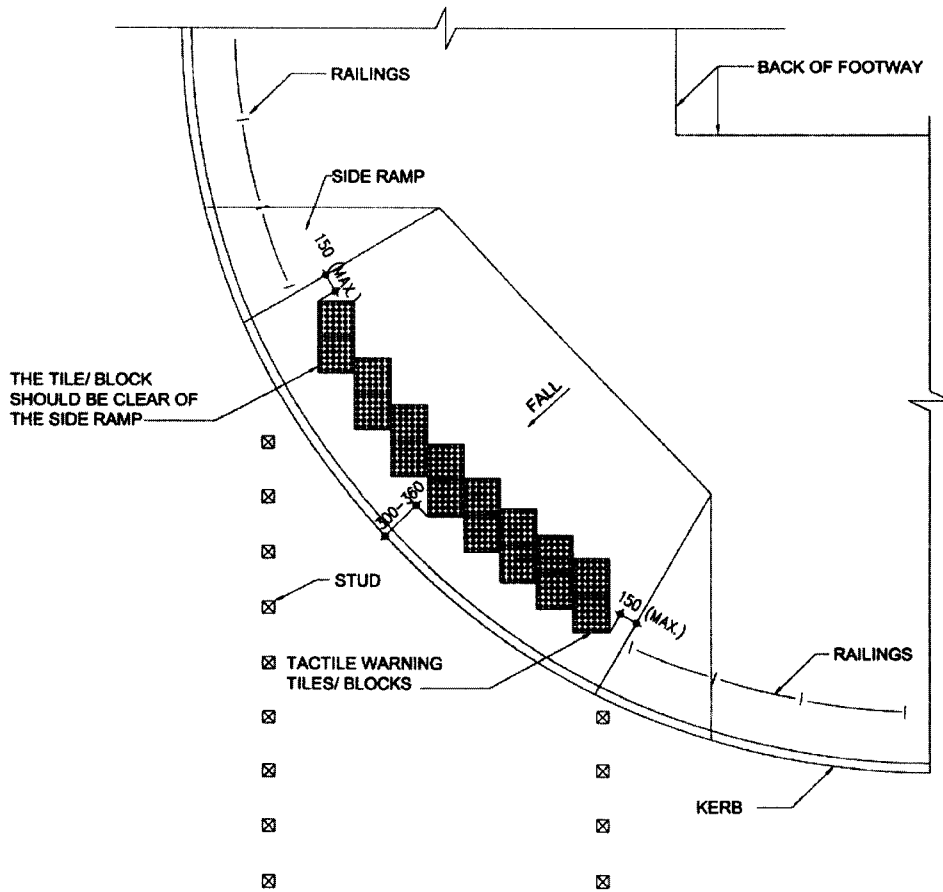 RAILINGS
BACK OF FOOTWAY
SIDE RAMP
150 (MAX.)
THE TILE/ BLOCK
SHOULD BE CLEAR OF
THE SIDE RAMP
FALL
300-360
STUD
150 (MAX.)
TACTILE WARNING
TILES/ BLOCKS
RAILINGS
KERB